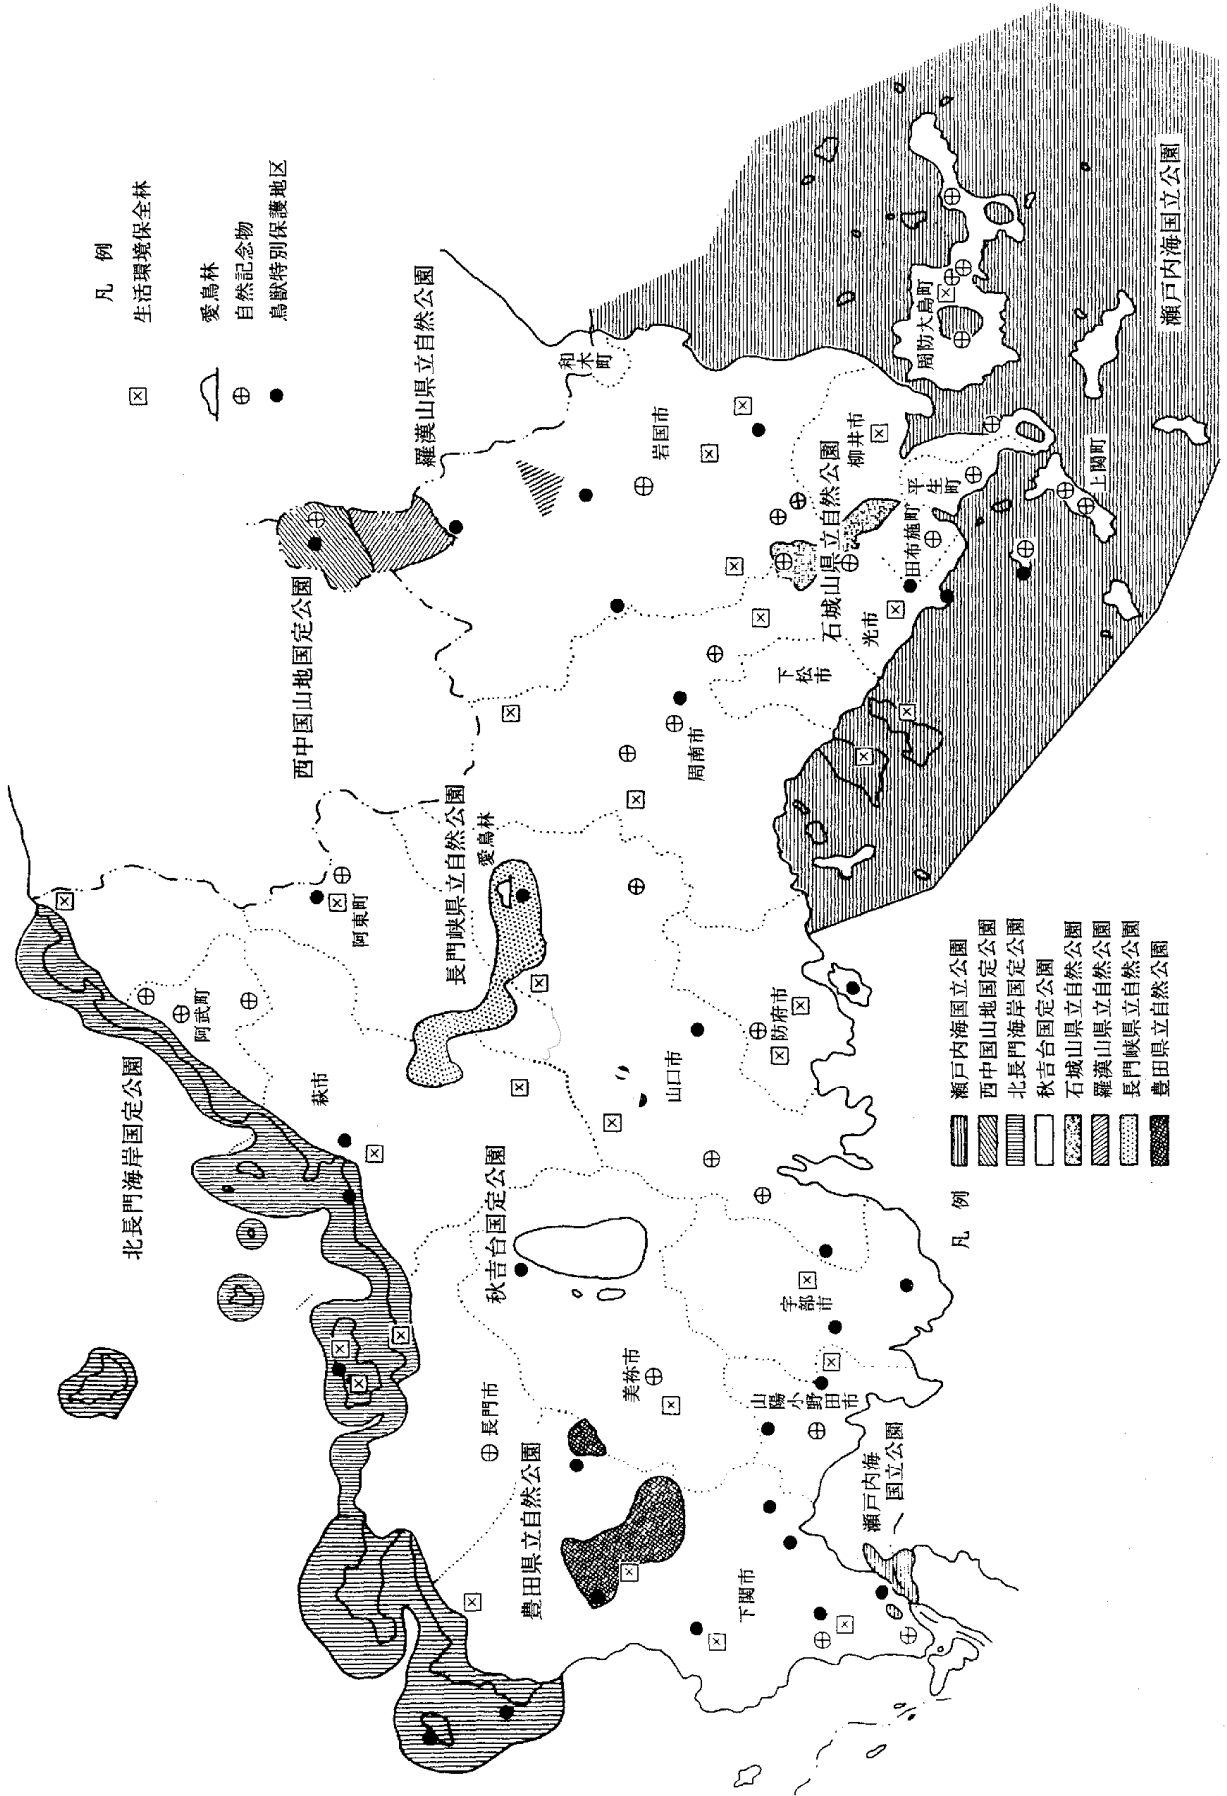 凡　例
生活環境保全林
愛鳥林
自然記念物
鳥獣特別保護地区
羅漢山県立自然公園
西中国山地国定公園
長門峡県立自然公園
愛鳥林
北長門海岸国定公園
秋吉台国定公園
豊田県立自然公園
石城山県立自然公園
瀬戸内海国立公園
瀬戸内海
国立公園
和木町
岩国市
柳井市
周防大島町
平生町
上関町
田布施町
光市
下松市
周南市
阿東町
阿武町
萩市
山口市
防府市
宇部市
美祢市
山陽小野田市
長門市
下関市
凡　例
瀬戸内海国立公園
西中国山地国定公園
北長門海岸国定公園
秋吉台国定公園
石城山県立自然公園
羅漢山県立自然公園
長門峡県立自然公園
豊田県立自然公園